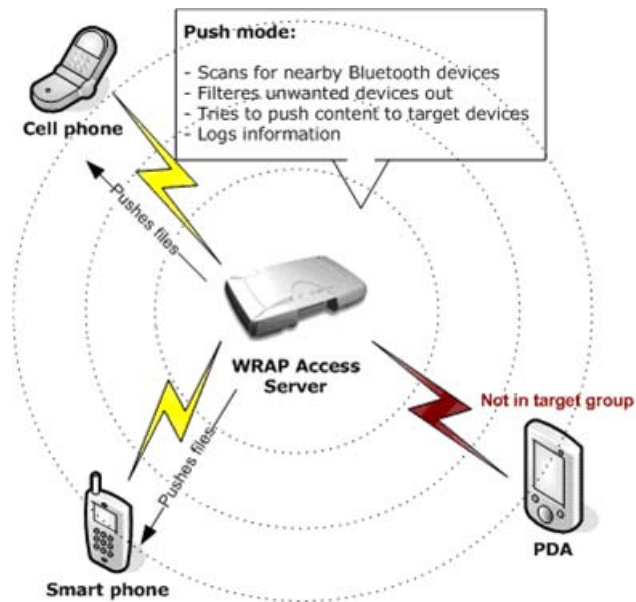 Push mode:
- Scans for nearby Bluetooth devices
- Filteres unwanted devices out
- Tries to push content to target devices
- Logs information
Cell phone
Pushes files
WRAP Access
Server
Not in target group
Pushes files
PDA
Smart phone